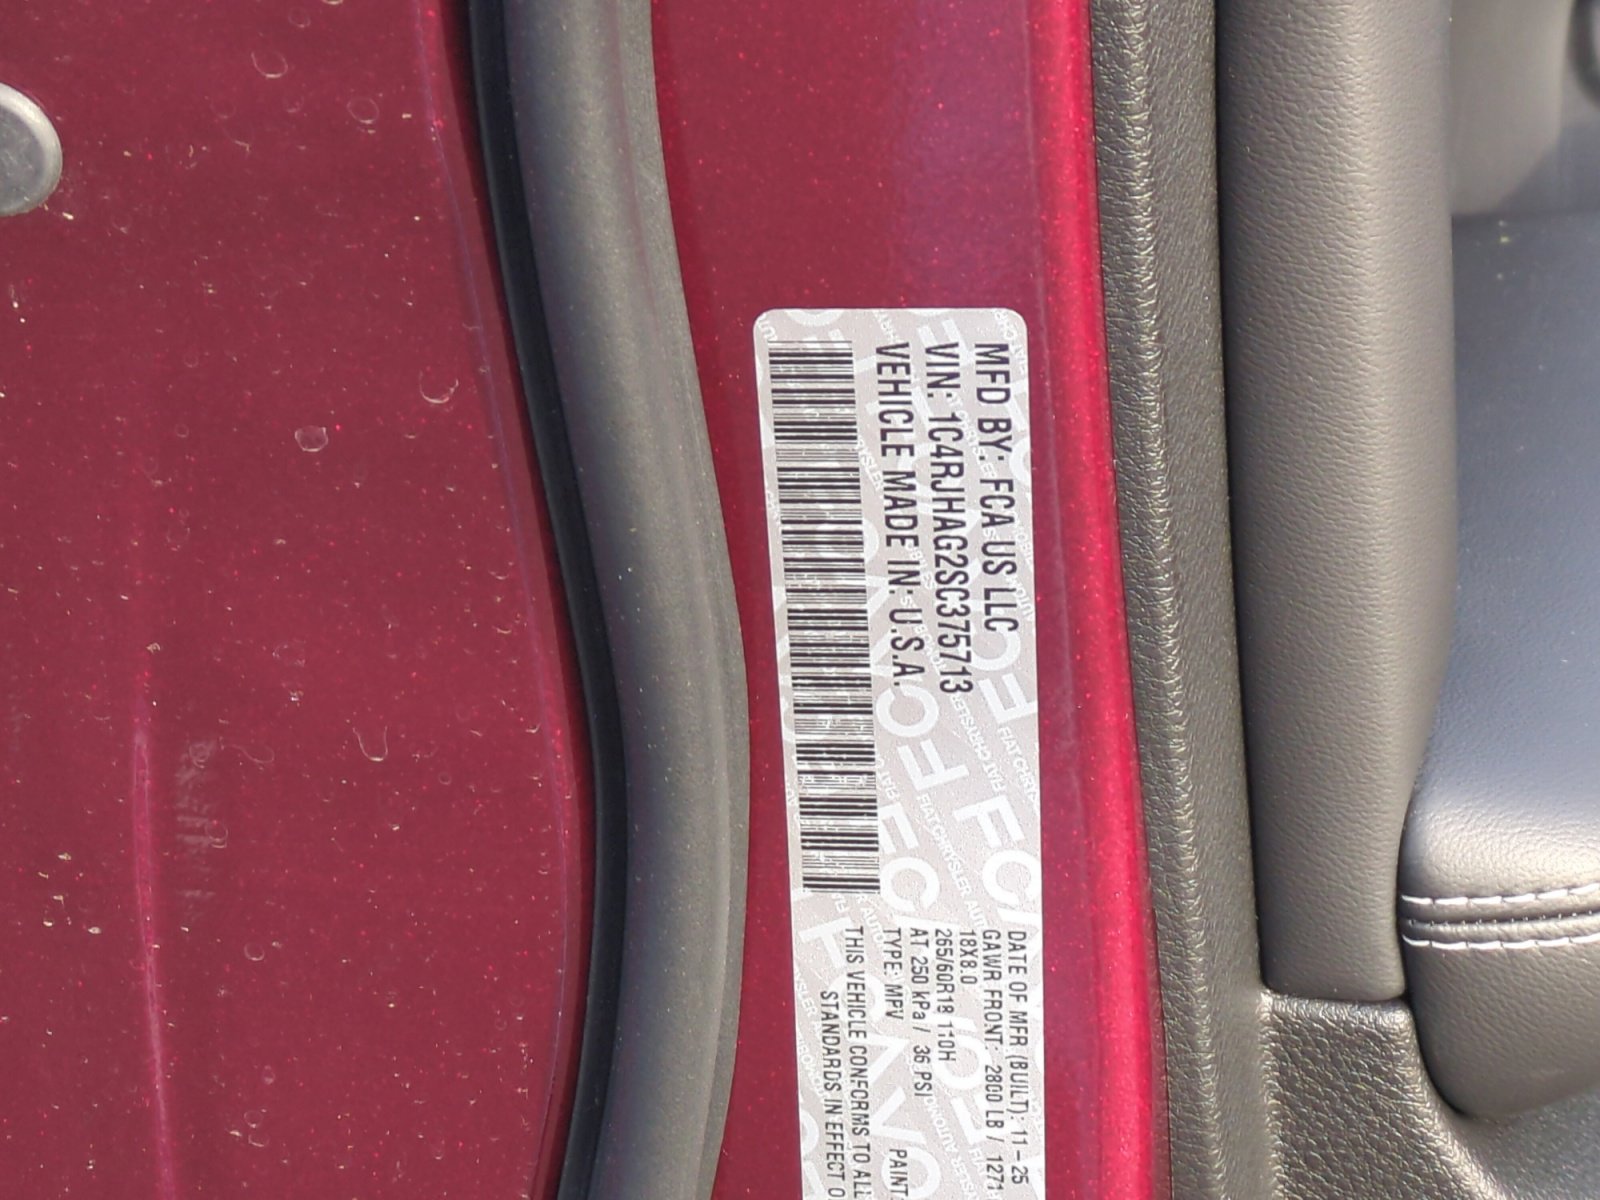 MFD BY: FCA US LLC
VIN: 1C4RJHAG2SC375713
VEHICLE MADE IN: U.S.A.
DATE OF MFR (BUILT): 11-25
GAWR FRONT: 2800 LB / 1271
18X8.0
265/60R18 110H
AT 250 kPa / 36 PSI
TYPE: MPV PAINT:
THIS VEHICLE CONFORMS TO ALL
STANDARDS IN EFFECT O